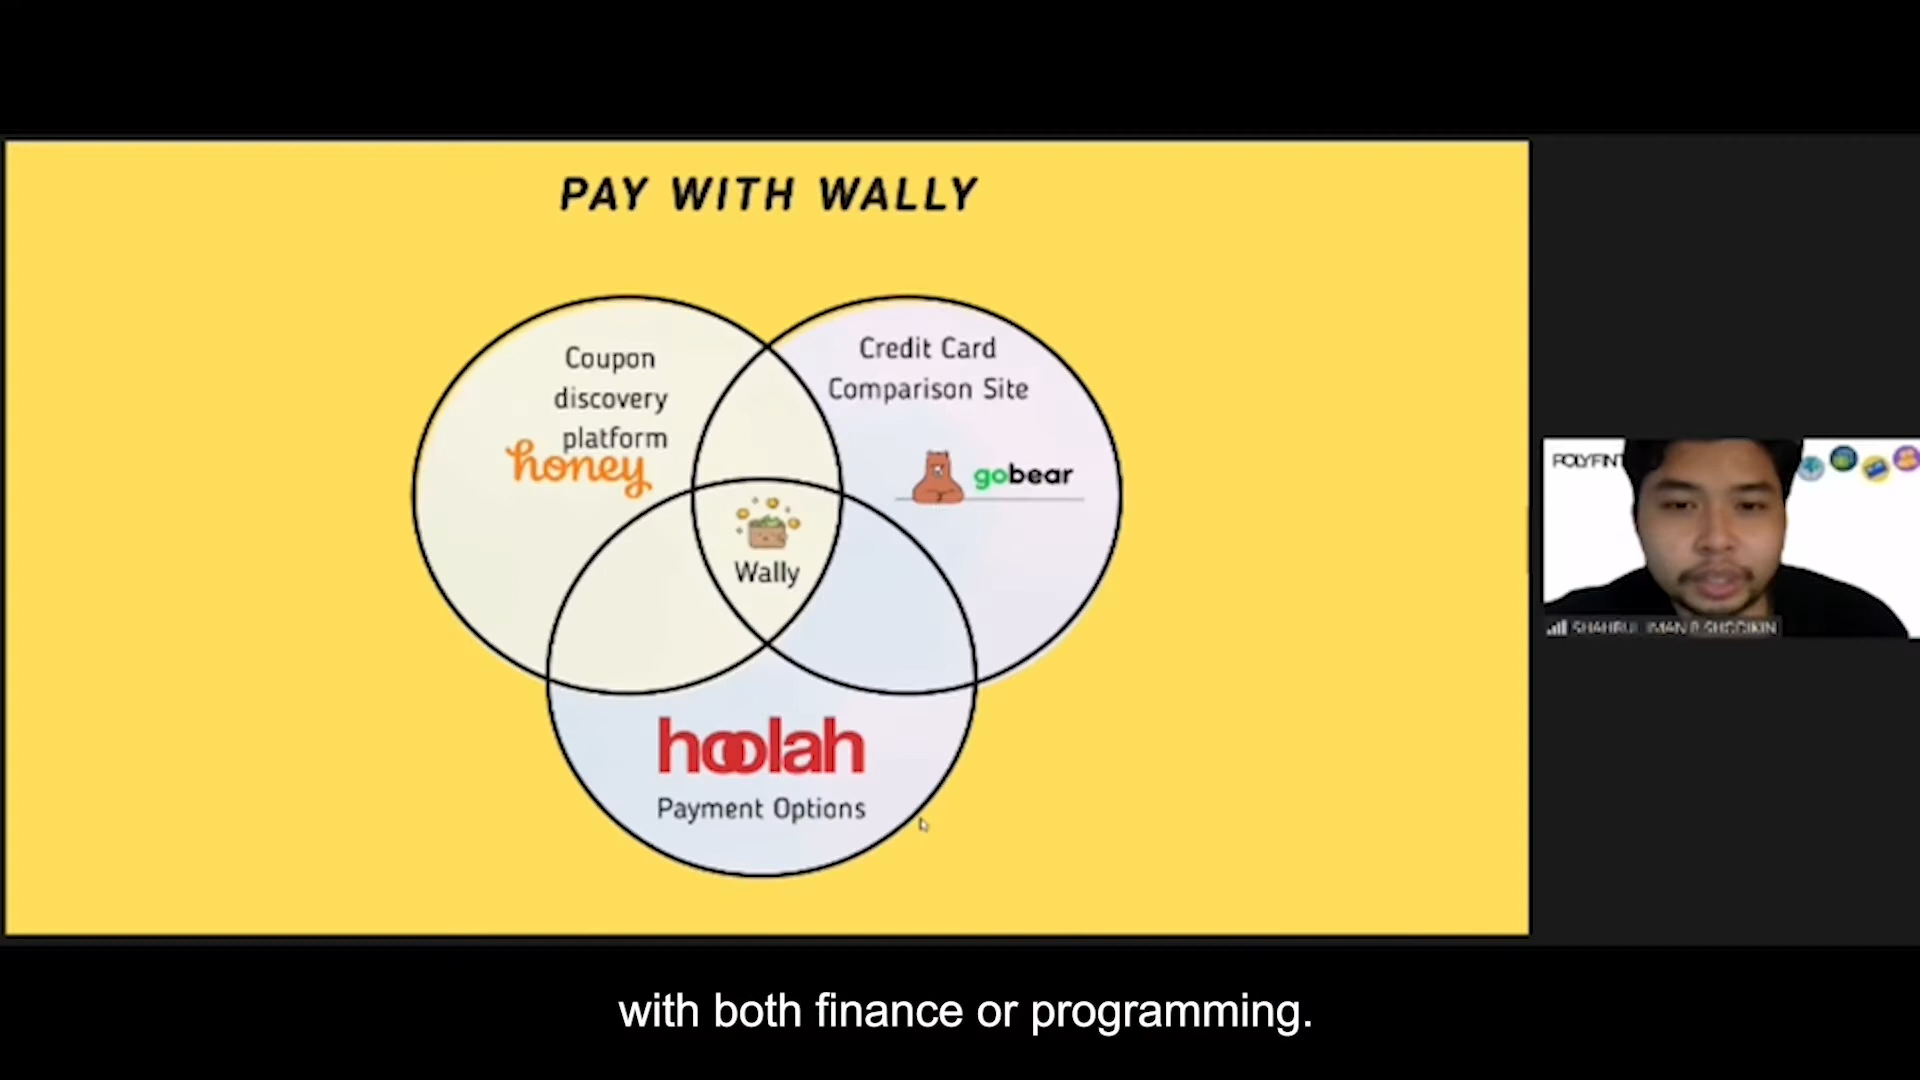 PAY WITH WALLY
Coupon
discovery
platform
honey
Credit Card
Comparison Site
gobear
Wally
hoolah
Payment Options
POLYFINT
with both finance or programming.